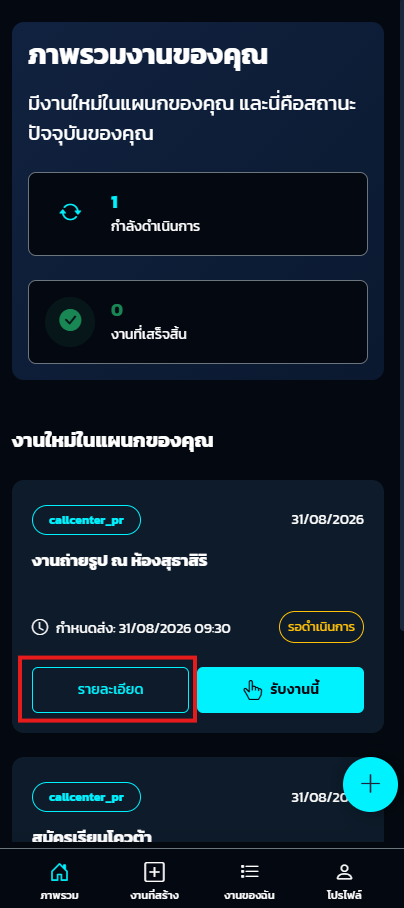 ภาพรวมงานของคุณ
มีงานใหม่ในแผนกของคุณ และนี่คือสถานะ
ปัจจุบันของคุณ
1
กำลังดำเนินการ
0
งานที่เสร็จสิ้น
งานใหม่ในแผนกของคุณ
callcenter_pr 31/08/2026
งานถ่ายรูป ณ ห้องสุธาสิริ
กำหนดส่ง: 31/08/2026 09:30 รอดำเนินการ
รายละเอียด รับงานนี้
callcenter_pr 31/08/20
สมัครเรียนโควต้า
ภาพรวม งานที่สร้าง งานของฉัน โปรไฟล์